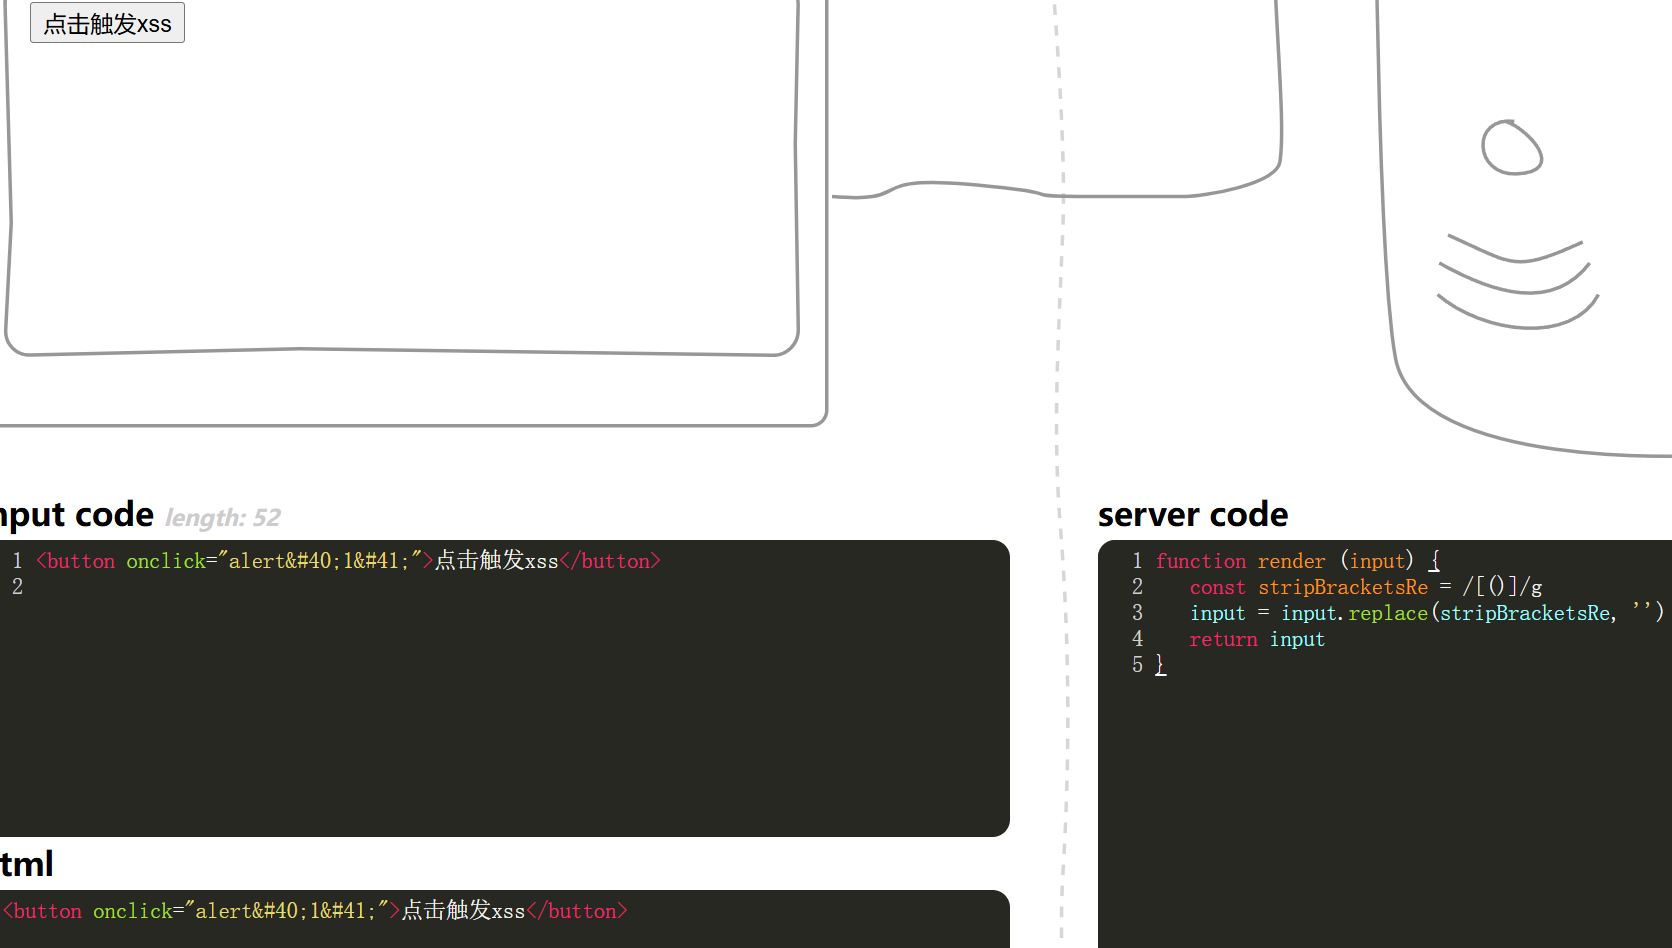 点击触发xss
nput code length: 52
1 <button onclick="alert&#40;1&#41;">点击触发xss</button>
2
tml
<button onclick="alert&#40;1&#41;">点击触发xss</button>
server code
1 function render (input) {
2 const stripBracketsRe = /[()]/g
3 input = input.replace(stripBracketsRe, '')
4 return input
5 }